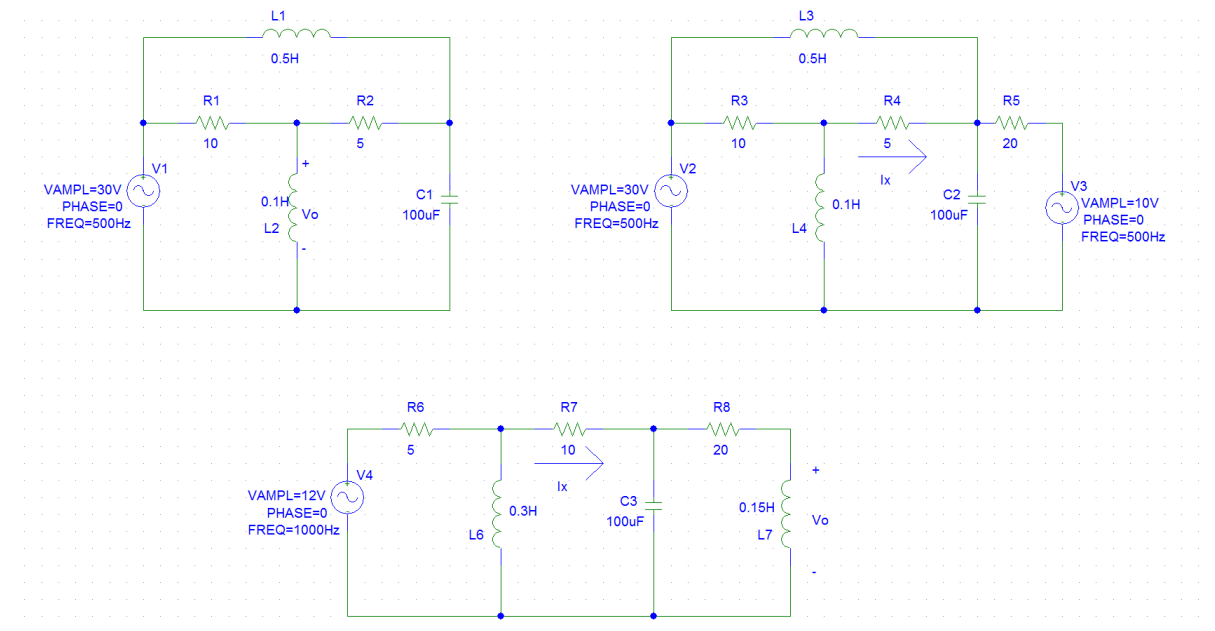 L1
0.5H
R1
10
R2
5
V1
VAMPL=30V
PHASE=0
FREQ=500Hz
+
0.1H
Vo
L2
-
C1
100uF
L3
0.5H
R3
10
R4
5
R5
20
Ix
V2
VAMPL=30V
PHASE=0
FREQ=500Hz
0.1H
L4
C2
100uF
V3
VAMPL=10V
PHASE=0
FREQ=500Hz
R6
5
R7
10
R8
20
Ix
V4
VAMPL=12V
PHASE=0
FREQ=1000Hz
0.3H
L6
C3
100uF
+
0.15H
Vo
L7
-